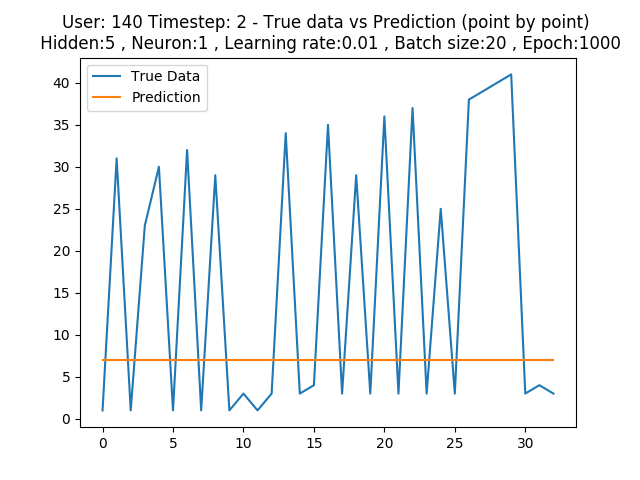 User: 140 Timestep: 2 - True data vs Prediction (point by point)
Hidden:5 , Neuron:1 , Learning rate:0.01 , Batch size:20 , Epoch:1000
True Data
Prediction
40
35
30
25
20
15
10
5
0
0 5 10 15 20 25 30